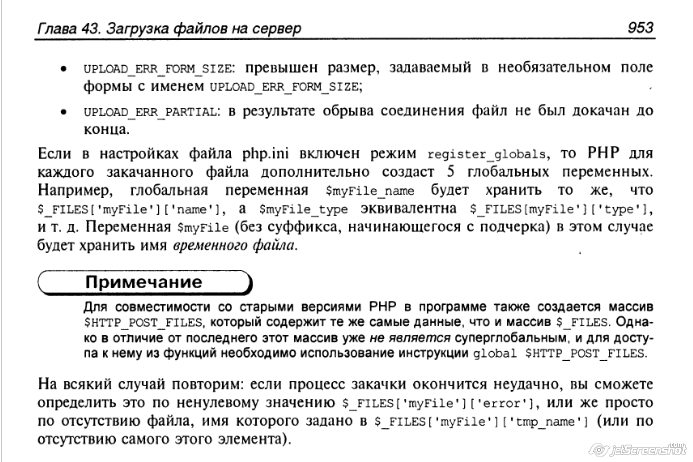 Глава 43. Загрузка файлов на сервер 953
• UPLOAD_ERR_FORM_SIZE: превышен размер, задаваемый в необязательном поле
формы с именем UPLOAD_ERR_FORM_SIZE;
• UPLOAD_ERR_PARTIAL: в результате обрыва соединения файл не был докачан до
конца.
Если в настройках файла php.ini включен режим register_globals, то PHP для
каждого закачанного файла дополнительно создаст 5 глобальных переменных.
Например, глобальная переменная $myFile_name будет хранить то же, что
$_FILES['myFile']['name'], а $myFile_type эквивалентна $_FILES[myFile']['type'],
и т. д. Переменная $myFile (без суффикса, начинающегося с подчерка) в этом случае
будет хранить имя временного файла.
Примечание
Для совместимости со старыми версиями PHP в программе также создается массив
$HTTP_POST_FILES, который содержит те же самые данные, что и массив $_FILES. Одна-
ко в отличие от последнего этот массив уже не является суперглобальным, и для досту-
па к нему из функций необходимо использование инструкции global $HTTP_POST_FILES.
На всякий случай повторим: если процесс закачки окончится неудачно, вы сможете
определить это по ненулевому значению $_FILES['myFile']['error'], или же просто
по отсутствию файла, имя которого задано в $_FILES['myFile']['tmp_name'] (или по
отсутствию самого этого элемента).
jetScreenshot
.com